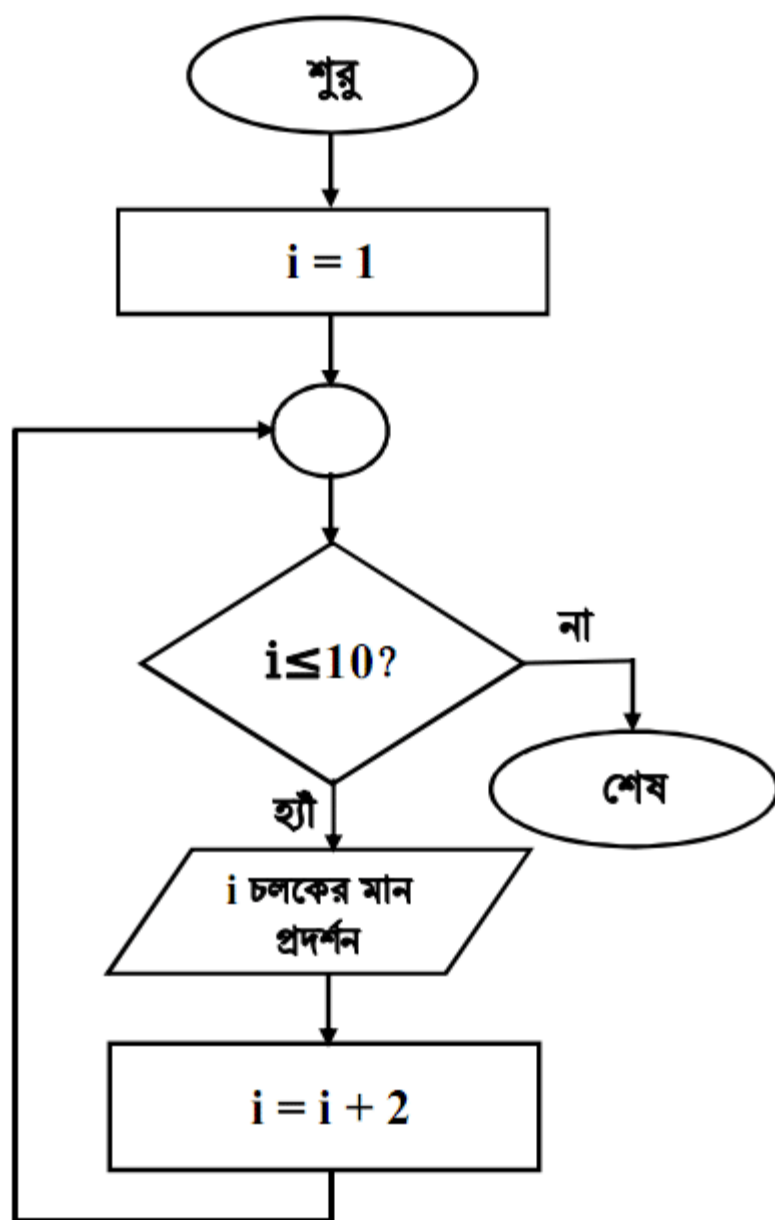 শুরু
i = 1
i≤10?
না
শেষ
হ্যাঁ
i চলকের মান
প্রদর্শন
i = i + 2